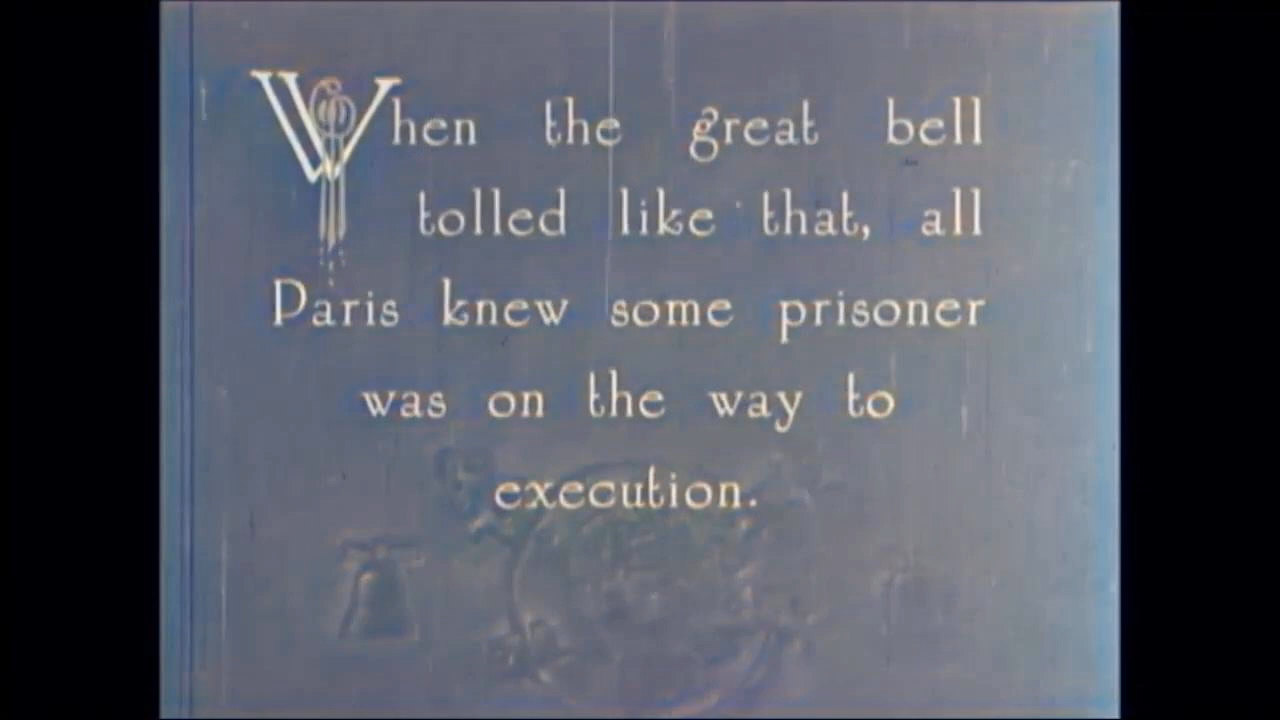 When the great bell
tolled like that, all
Paris knew some prisoner
was on the way to
execution.